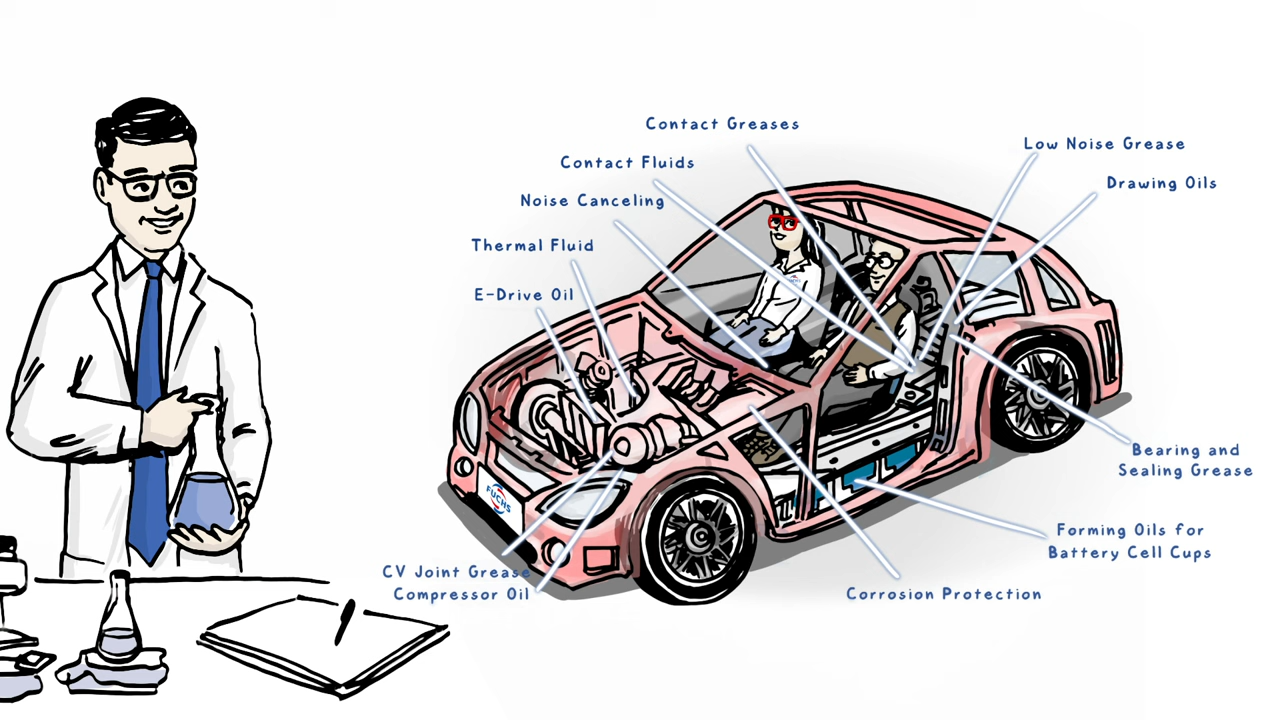 Contact Greases
Contact Fluids
Noise Canceling
Thermal Fluid
E-Drive Oil
Low Noise Grease
Drawing Oils
Bearing and
Sealing Grease
Forming Oils for
Battery Cell Cups
Corrosion Protection
CV Joint Grease
Compressor Oil
FUCHS